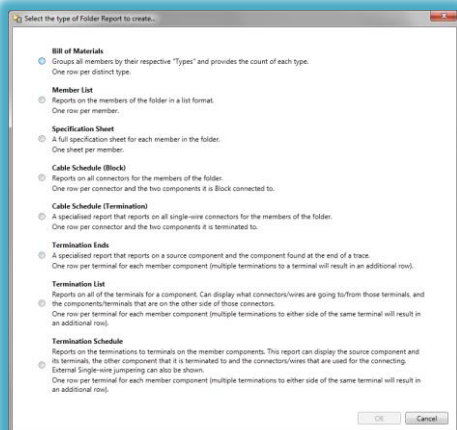 Select the type of Folder Report to create...
Bill of Materials
Groups all members by their respective "Types" and provides the count of each type.
One row per distinct type.
Member List
Reports on the members of the folder in a list format.
One row per member.
Specification Sheet
A full specification sheet for each member in the folder.
One sheet per member.
Cable Schedule (Block)
Reports on all connectors for the members of the folder.
One row per connector and the two components it is Block connected to.
Cable Schedule (Termination)
A specialised report that reports on all single-wire connectors for the members of the folder.
One row per connector and the two components it is terminated to.
Termination Ends
A specialised report that reports on a source component and the component found at the end of a trace.
One row per terminal for each member component (multiple terminations to a terminal will result in an additional row).
Termination List
Reports on all of the terminals for a component. Can display what connectors/wires are going to/from those terminals, and
the components/terminals that are on the other side of those connectors.
One row per terminal for each member component (multiple terminations to either side of the same terminal will result in
an additional row).
Termination Schedule
Reports on the terminations to terminals on the member components. This report can display the source component and
its terminals, the other component that it is terminated to and the connectors/wires that are used for the connecting.
External Single-wire jumpering can also be shown.
One row per terminal for each member component (multiple terminations to either side of the same terminal will result in
an additional row).
OK Cancel